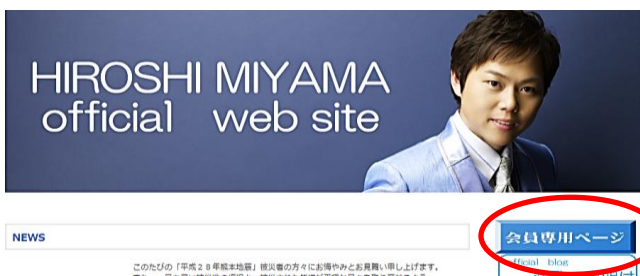 HIROSHI MIYAMA
official web site
NEWS
会員専用ページ
official blog
このたびの「平成２８年熊本地震」被災者の方々にお悔やみとお見舞い申し上げます。